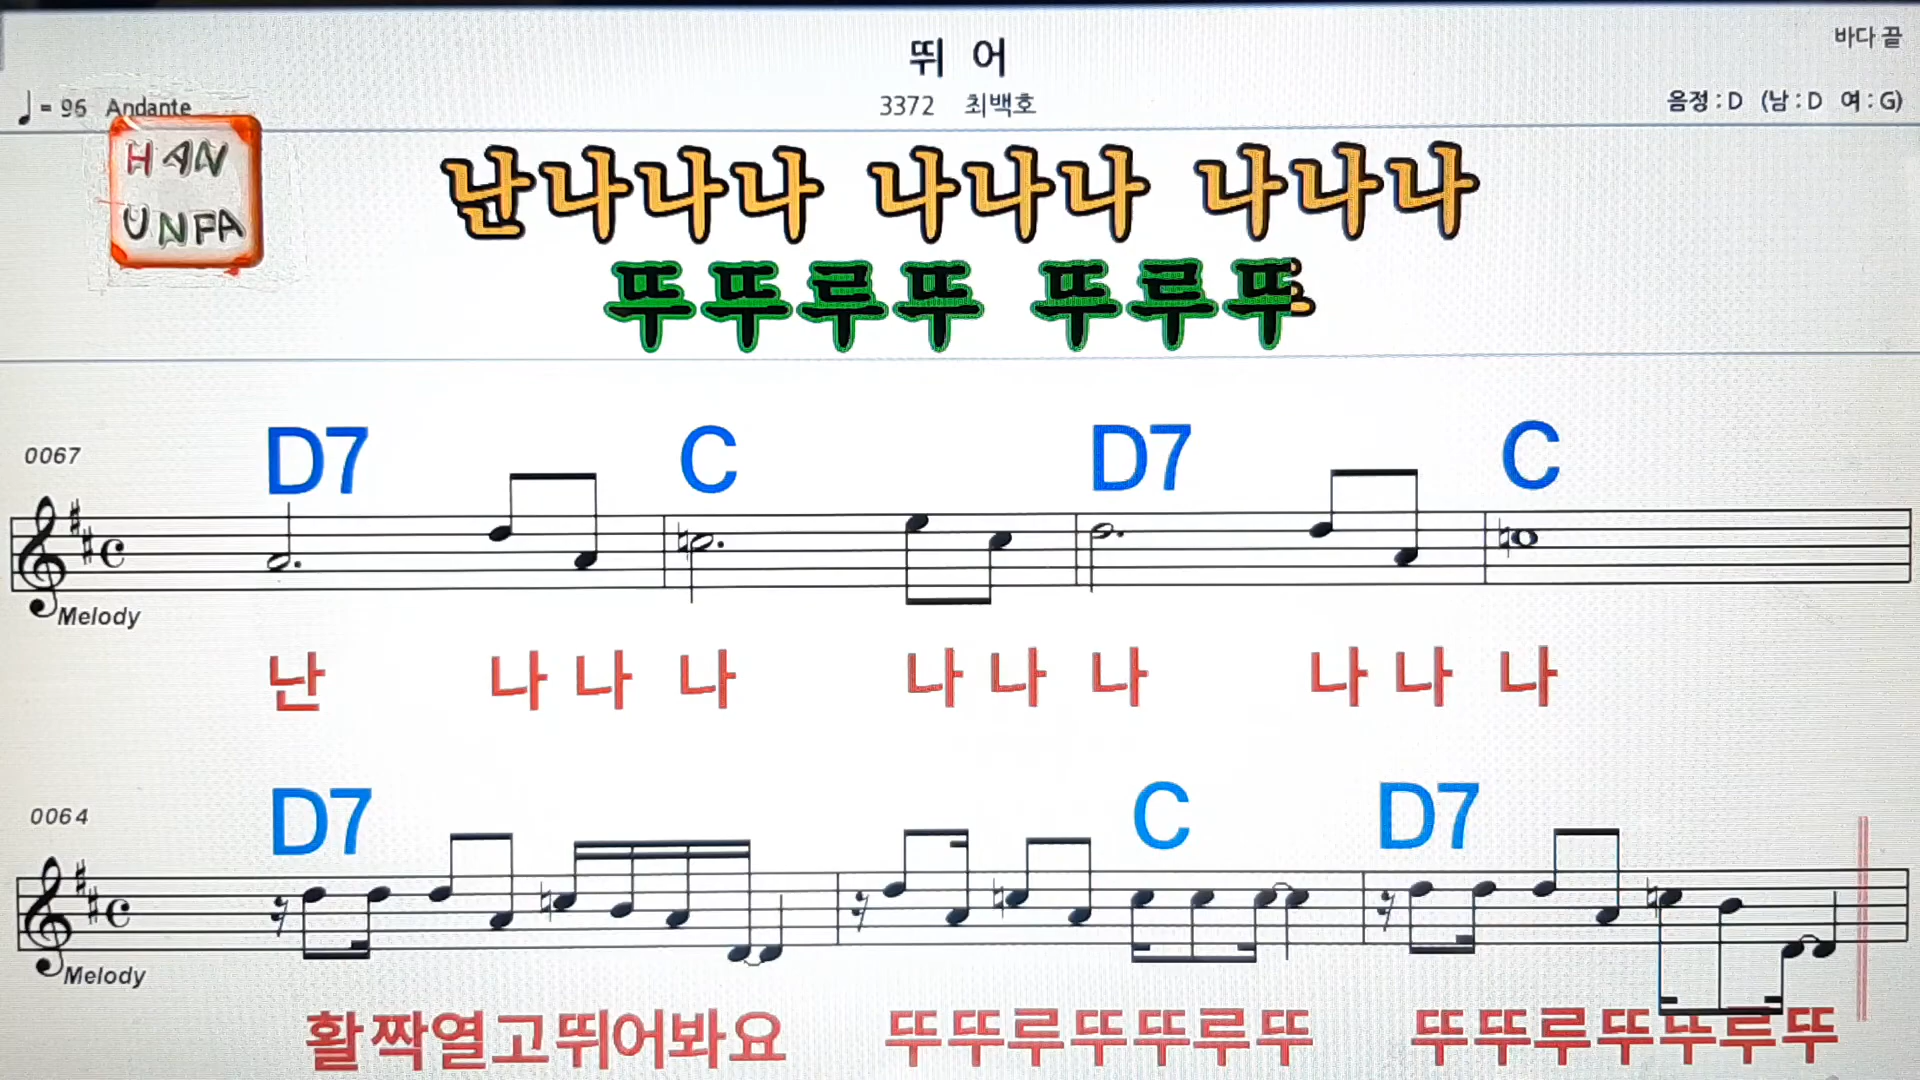 바다 끝
뛰 어
♩ = 96 Andante
3372 최백호
음정 : D (남 : D 여 : G)
HAN
UNFA
난나나나 나나나 나나나
뚜뚜루뚜 뚜루뚜
0067
D7 C D7 C
Melody
난 나 나 나 나 나 나 나 나 나
0064
D7 C D7
Melody
활짝열고뛰어봐요 뚜뚜루뚜뚜루뚜 뚜뚜루뚜뚜루뚜